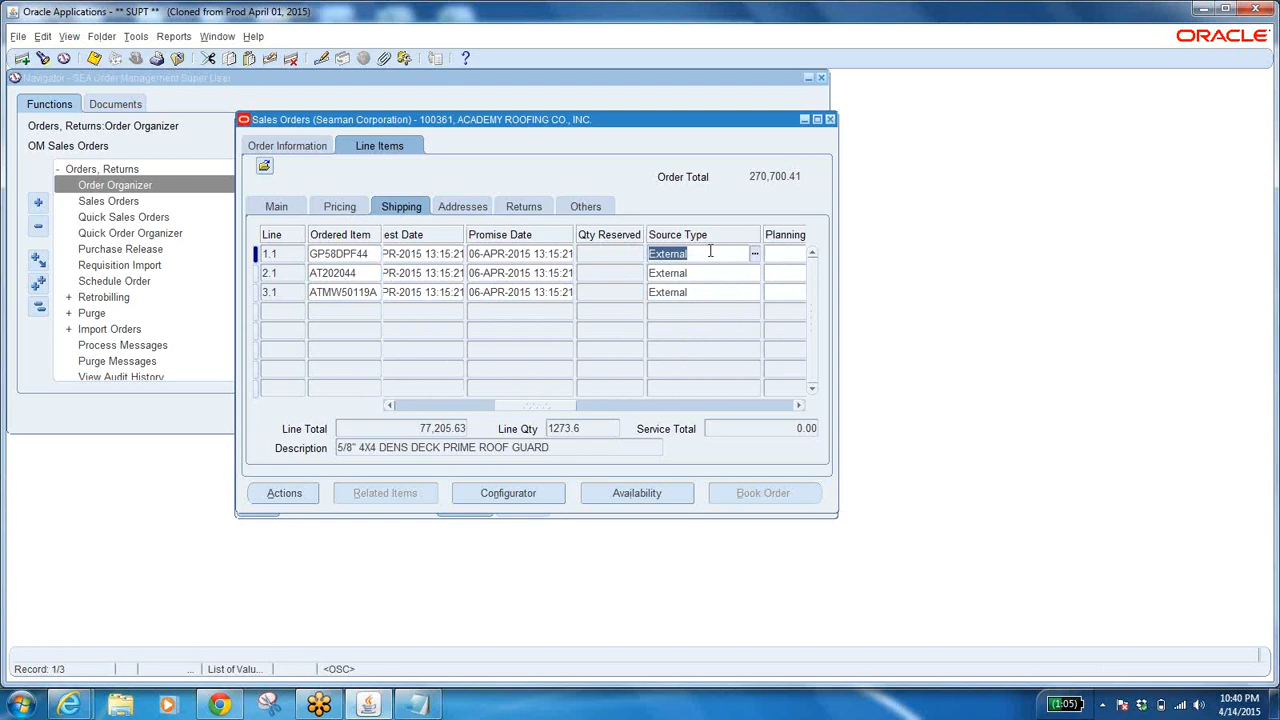 Oracle Applications - ** SUPT ** (Cloned from Prod April 01, 2015)
File Edit View Folder Tools Reports Window Help
ORACLE
Navigator - SEA Order Management Super User
Functions Documents
Orders, Returns:Order Organizer
OM Sales Orders
- Orders, Returns
Order Organizer
Sales Orders
Quick Sales Orders
Quick Order Organizer
Purchase Release
Requisition Import
Schedule Order
+ Retrobilling
+ Purge
+ Import Orders
Process Messages
Purge Messages
View Audit History
Sales Orders (Seaman Corporation) - 100361, ACADEMY ROOFING CO., INC.
Order Information Line Items
Order Total 270,700.41
Main Pricing Shipping Addresses Returns Others
Line Ordered Item est Date Promise Date Qty Reserved Source Type Planning
1.1 GP58DPF44 PR-2015 13:15:21 06-APR-2015 13:15:21 External ...
2.1 AT202044 PR-2015 13:15:21 06-APR-2015 13:15:21 External
3.1 ATMW50119A PR-2015 13:15:21 06-APR-2015 13:15:21 External
Line Total 77,205.63 Line Qty 1273.6 Service Total 0.00
Description 5/8" 4X4 DENS DECK PRIME ROOF GUARD
Actions Related Items Configurator Availability Book Order
Record: 1/3 ... List of Valu... <OSC>
(1:05) 10:40 PM
4/14/2015